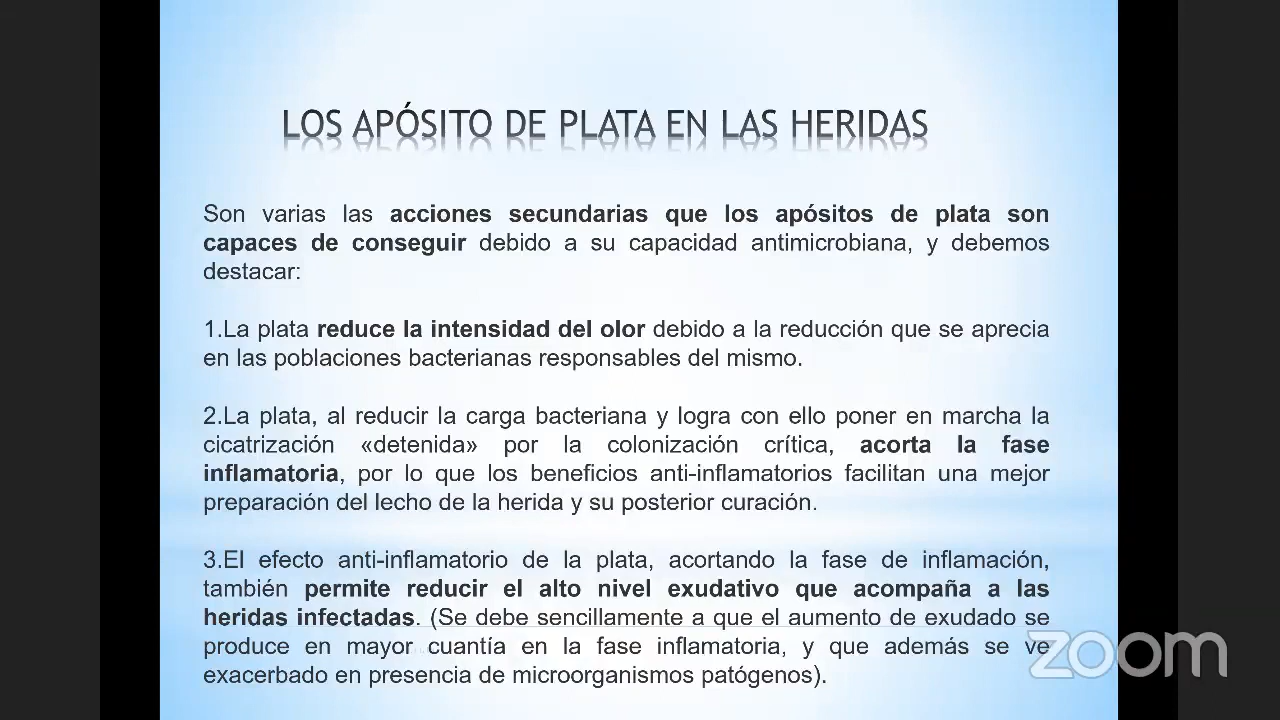 LOS APÓSITO DE PLATA EN LAS HERIDAS
Son varias las acciones secundarias que los apósitos de plata son
capaces de conseguir debido a su capacidad antimicrobiana, y debemos
destacar:
1.La plata reduce la intensidad del olor debido a la reducción que se aprecia
en las poblaciones bacterianas responsables del mismo.
2.La plata, al reducir la carga bacteriana y logra con ello poner en marcha la
cicatrización «detenida» por la colonización crítica, acorta la fase
inflamatoria, por lo que los beneficios anti-inflamatorios facilitan una mejor
preparación del lecho de la herida y su posterior curación.
3.El efecto anti-inflamatorio de la plata, acortando la fase de inflamación,
también permite reducir el alto nivel exudativo que acompaña a las
heridas infectadas. (Se debe sencillamente a que el aumento de exudado se
produce en mayor cuantía en la fase inflamatoria, y que además se ve
exacerbado en presencia de microorganismos patógenos).
zoom